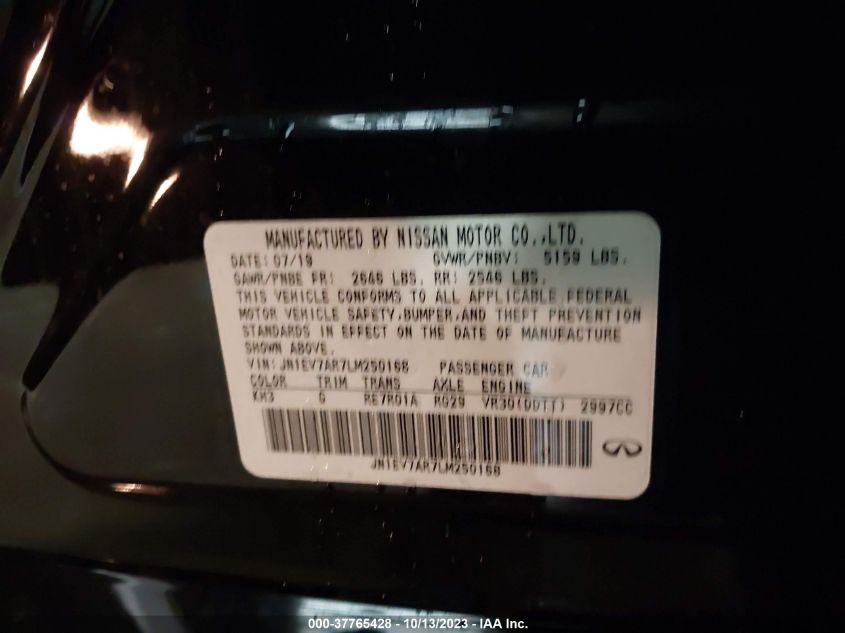 MANUFACTURED BY NISSAN MOTOR CO.,LTD.
DATE: 07/19 GVWR/PNBV: 5159 LBS.
GAWR/PNBE FR: 2646 LBS. RR: 2546 LBS.
THIS VEHICLE CONFORMS TO ALL APPLICABLE FEDERAL
MOTOR VEHICLE SAFETY,BUMPER,AND THEFT PREVENTION
STANDARDS IN EFFECT ON THE DATE OF MANUFACTURE
SHOWN ABOVE.
VIN: JN1EV7AR7LM250168 PASSENGER CAR
COLOR TRIM TRANS AXLE ENGINE
KH3 G RE7R01A RG29 VR30(DDTT) 2997CC
JN1EV7AR7LM250168
000-37765428 - 10/13/2023 - IAA Inc.